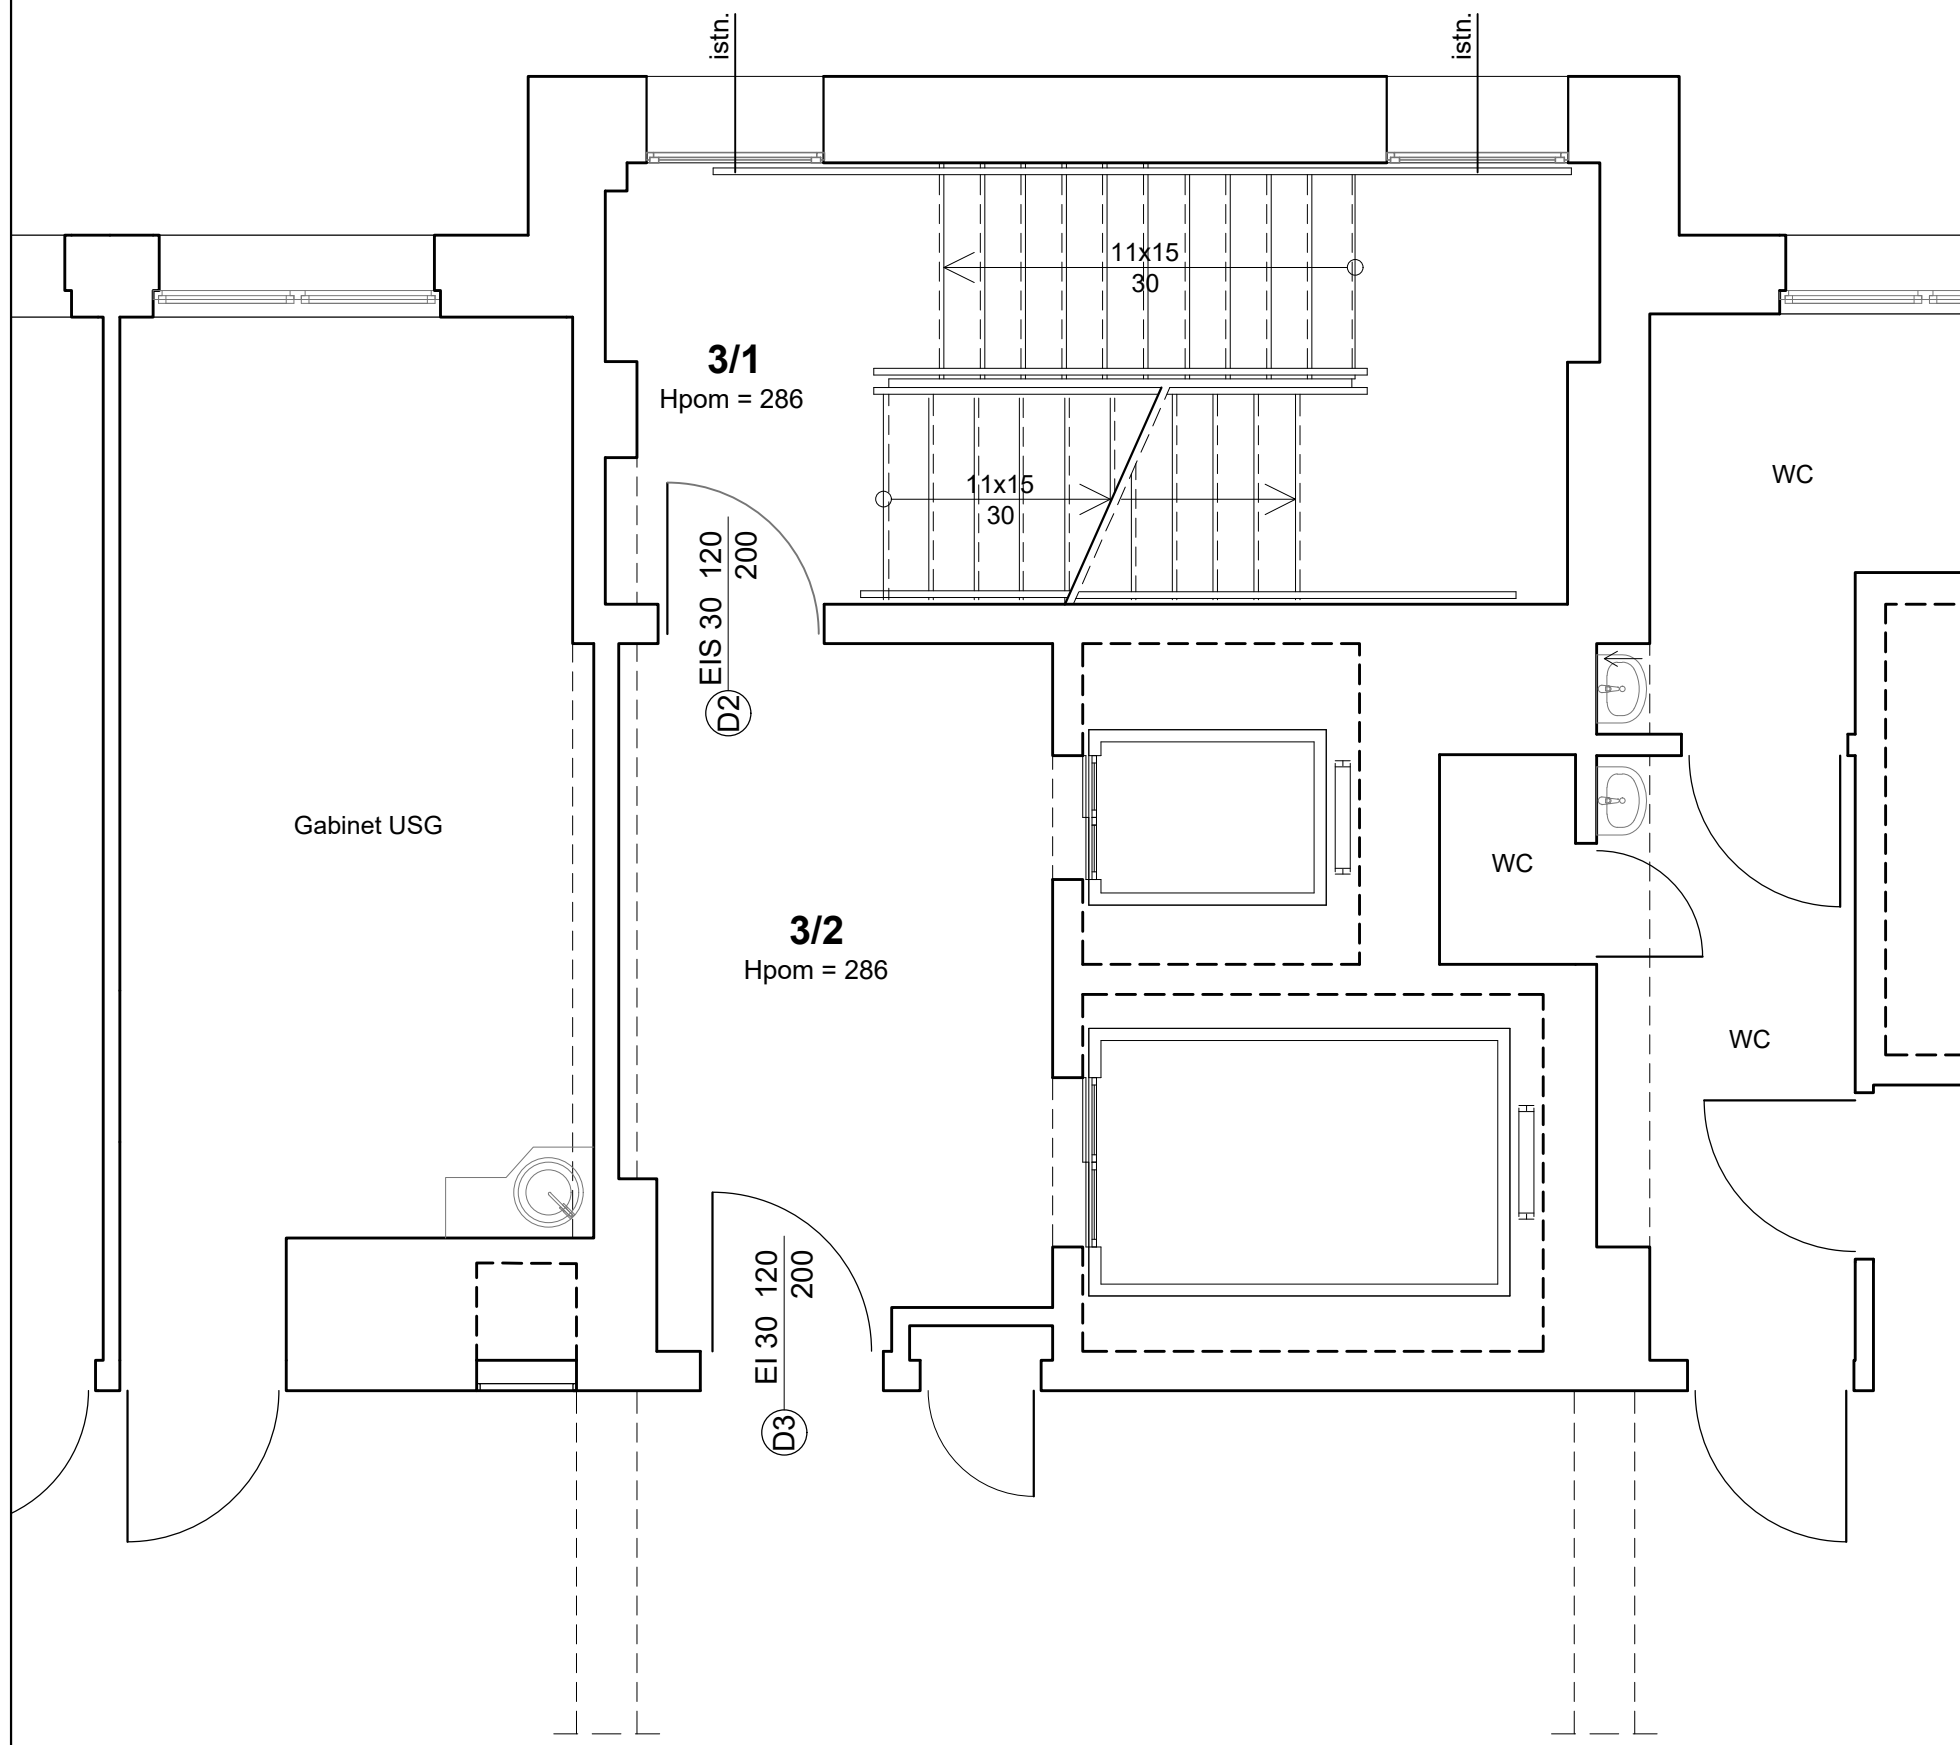 istn.
istn.
11x15
30
3/1
Hpom = 286
11x15
30
WC
EIS 30 120
200
D2
Gabinet USG
WC
3/2
Hpom = 286
WC
EI 30 120
200
D3